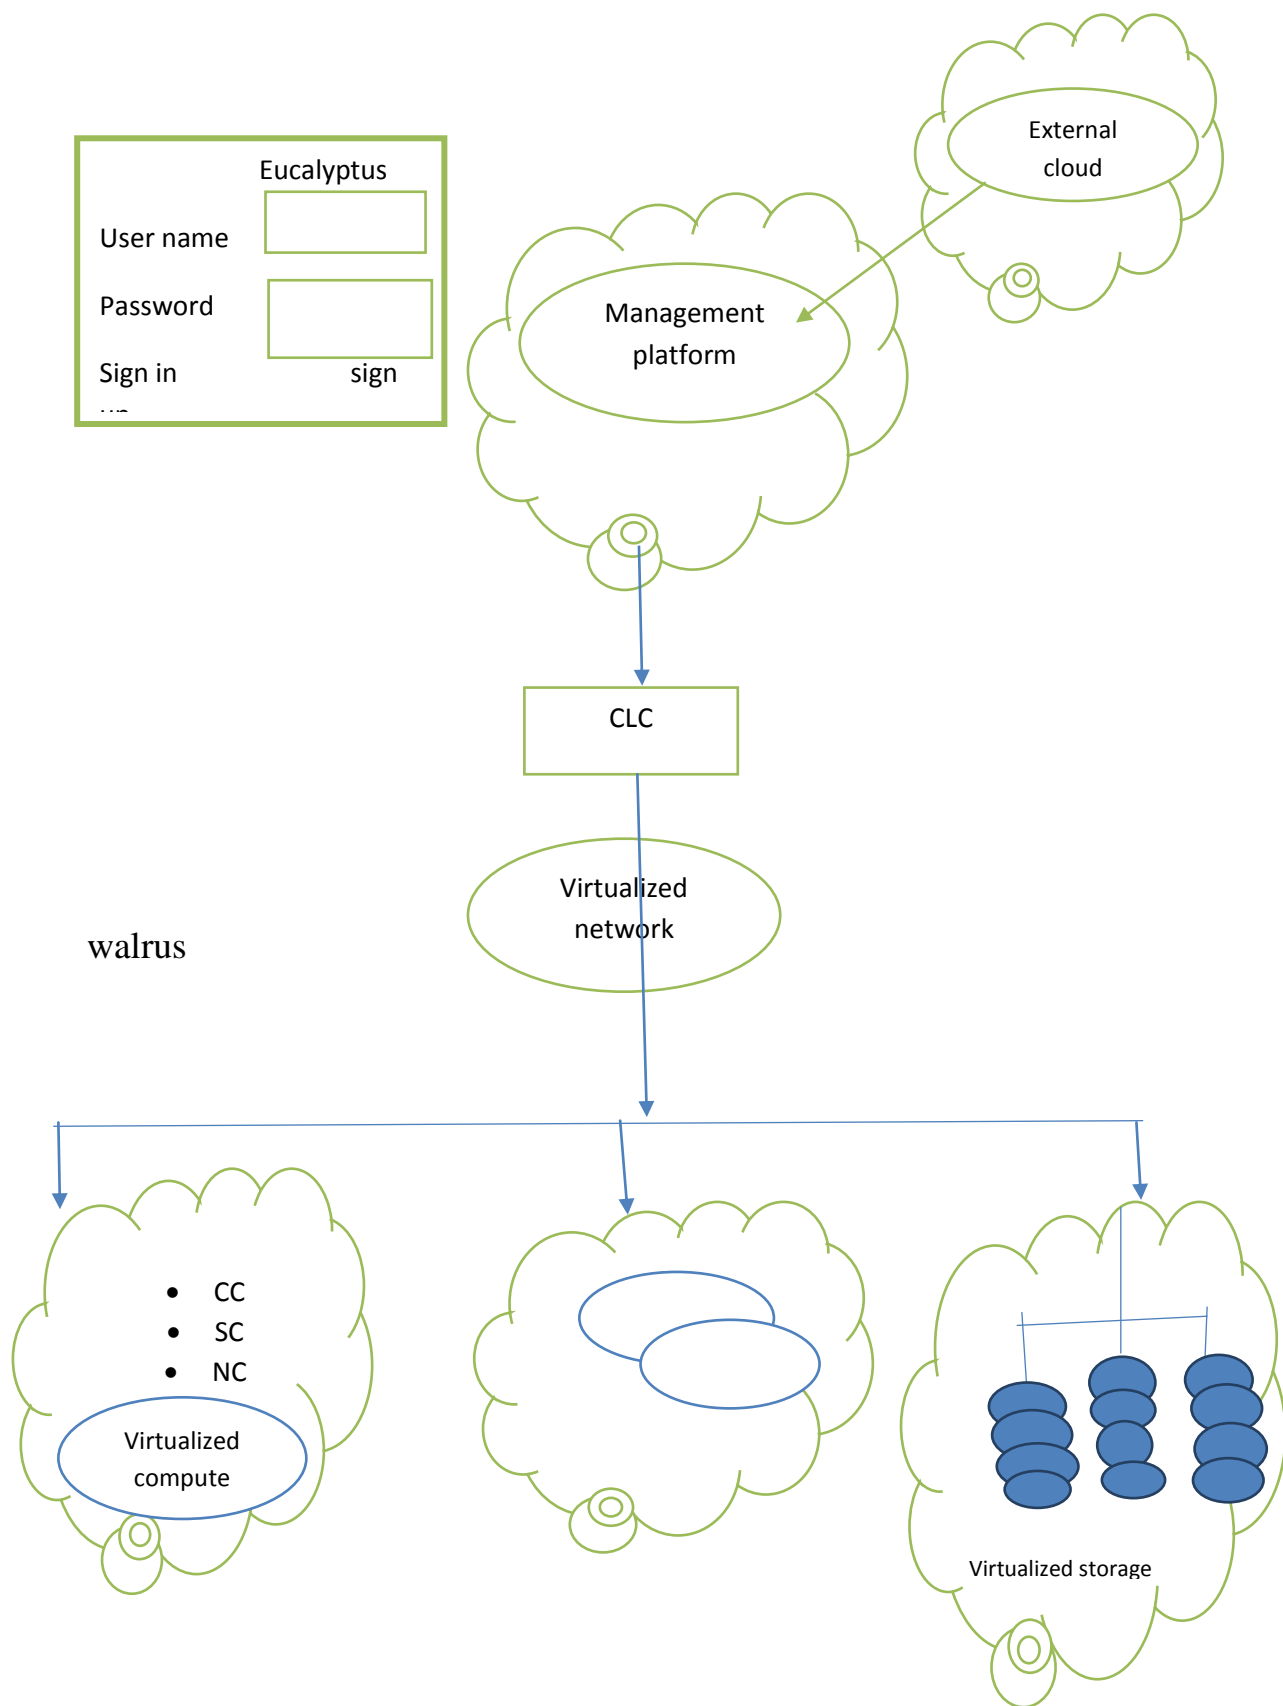 External
cloud
Eucalyptus
User name
Password
Sign in sign
Management
platform
CLC
Virtualized
network
walrus
• CC
• SC
• NC
Virtualized
compute
Virtualized storage